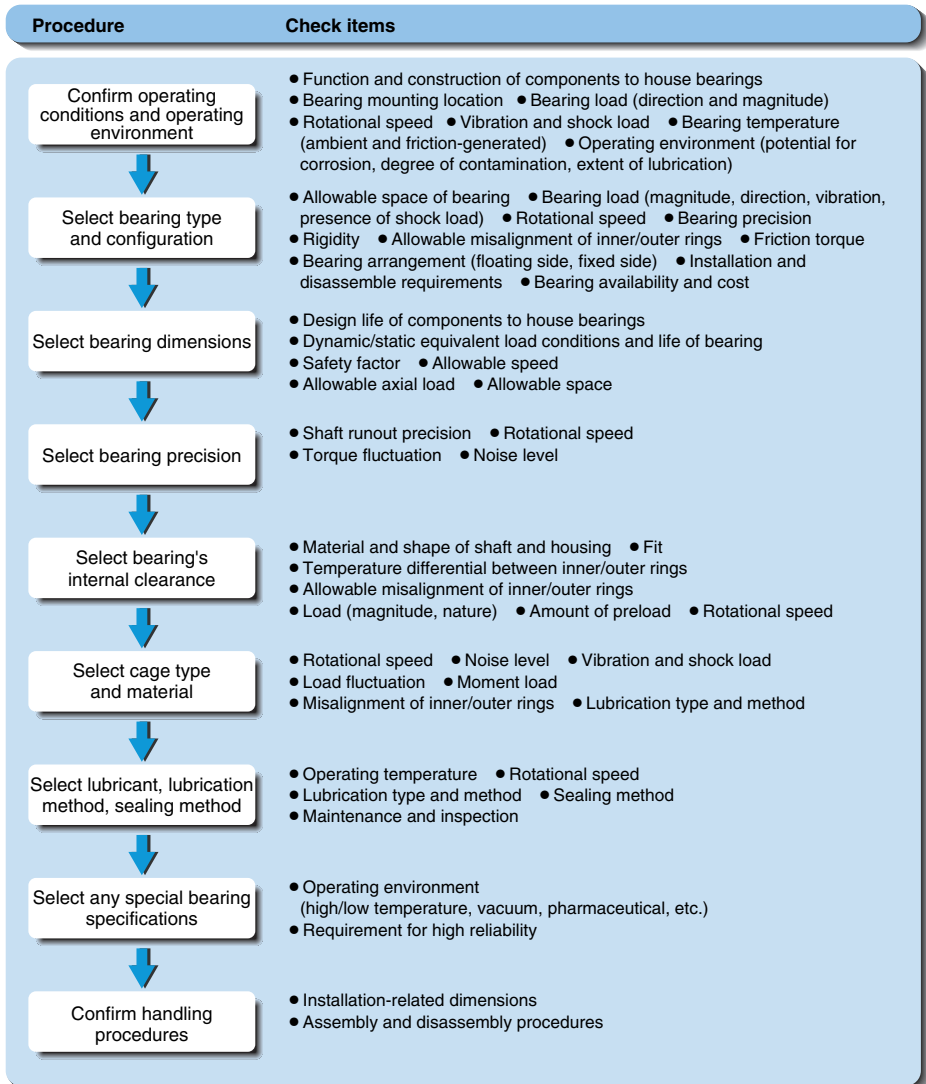 Procedure
Check items
Confirm operating
conditions and operating
environment
● Function and construction of components to house bearings
● Bearing mounting location ● Bearing load (direction and magnitude)
● Rotational speed ● Vibration and shock load ● Bearing temperature
(ambient and friction-generated) ● Operating environment (potential for
corrosion, degree of contamination, extent of lubrication)
Select bearing type
and configuration
● Allowable space of bearing ● Bearing load (magnitude, direction, vibration,
presence of shock load) ● Rotational speed ● Bearing precision
● Rigidity ● Allowable misalignment of inner/outer rings ● Friction torque
● Bearing arrangement (floating side, fixed side) ● Installation and
disassemble requirements ● Bearing availability and cost
Select bearing dimensions
● Design life of components to house bearings
● Dynamic/static equivalent load conditions and life of bearing
● Safety factor ● Allowable speed
● Allowable axial load ● Allowable space
Select bearing precision
● Shaft runout precision ● Rotational speed
● Torque fluctuation ● Noise level
Select bearing's
internal clearance
● Material and shape of shaft and housing ● Fit
● Temperature differential between inner/outer rings
● Allowable misalignment of inner/outer rings
● Load (magnitude, nature) ● Amount of preload ● Rotational speed
Select cage type
and material
● Rotational speed ● Noise level ● Vibration and shock load
● Load fluctuation ● Moment load
● Misalignment of inner/outer rings ● Lubrication type and method
Select lubricant, lubrication
method, sealing method
● Operating temperature ● Rotational speed
● Lubrication type and method ● Sealing method
● Maintenance and inspection
Select any special bearing
specifications
● Operating environment
(high/low temperature, vacuum, pharmaceutical, etc.)
● Requirement for high reliability
Confirm handling
procedures
● Installation-related dimensions
● Assembly and disassembly procedures